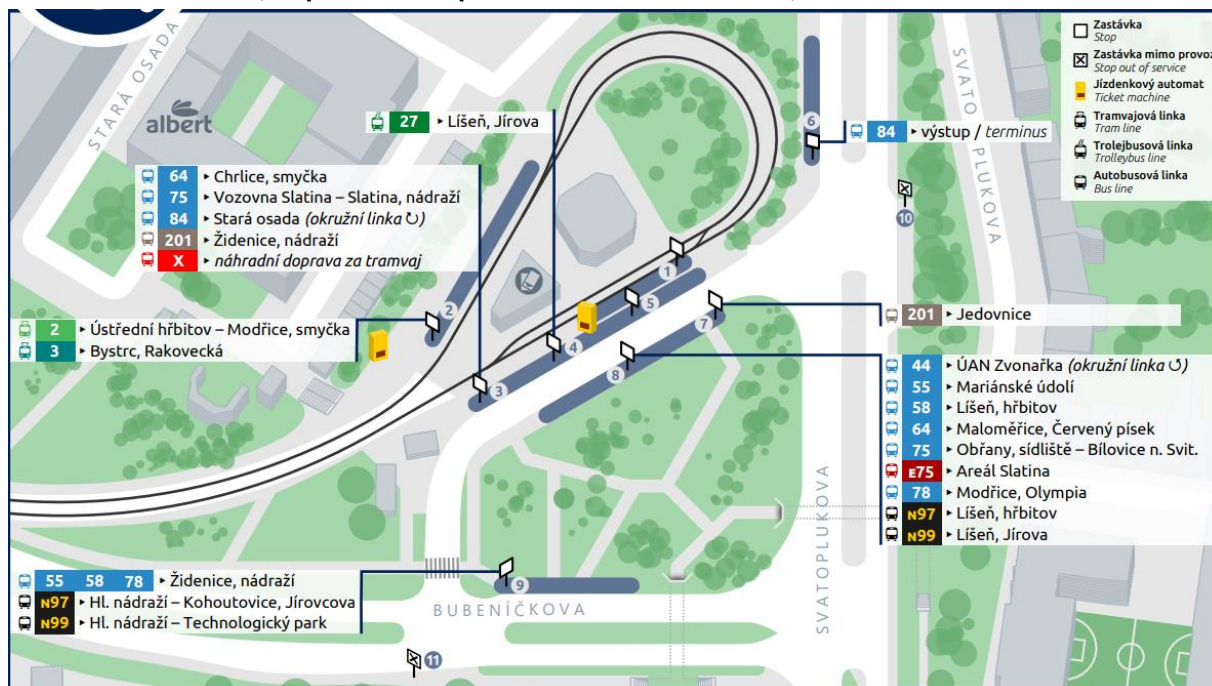 STARÁ OSADA
albert
27 ▸ Líšeň, Jírova
64 ▸ Chrlice, smyčka
75 ▸ Vozovna Slatina – Slatina, nádraží
84 ▸ Stará osada (okružní linka ↻)
201 ▸ Židenice, nádraží
X ▸ náhradní doprava za tramvaj
2 ▸ Ústřední hřbitov – Modřice, smyčka
3 ▸ Bystrc, Rakovecká
55 58 78 ▸ Židenice, nádraží
N97 ▸ Hl. nádraží – Kohoutovice, Jírovcova
N99 ▸ Hl. nádraží – Technologický park
2
3
4
5
1
7
8
9
11
BUBENÍČKOVA
6
84 ▸ výstup / terminus
10
SVATOPLUKOVA
SVATOPLUKOVA
201 ▸ Jedovnice
44 ▸ ÚAN Zvonařka (okružní linka ↺)
55 ▸ Mariánské údolí
58 ▸ Líšeň, hřbitov
64 ▸ Maloměřice, Červený písek
75 ▸ Obřany, sídliště – Bílovice n. Svit.
E75 ▸ Areál Slatina
78 ▸ Modřice, Olympia
N97 ▸ Líšeň, hřbitov
N99 ▸ Líšeň, Jírova
Zastávka
Stop
Zastávka mimo provoz
Stop out of service
Jízdenkový automat
Ticket machine
Tramvajová linka
Tram line
Trolejbusová linka
Trolleybus line
Autobusová linka
Bus line